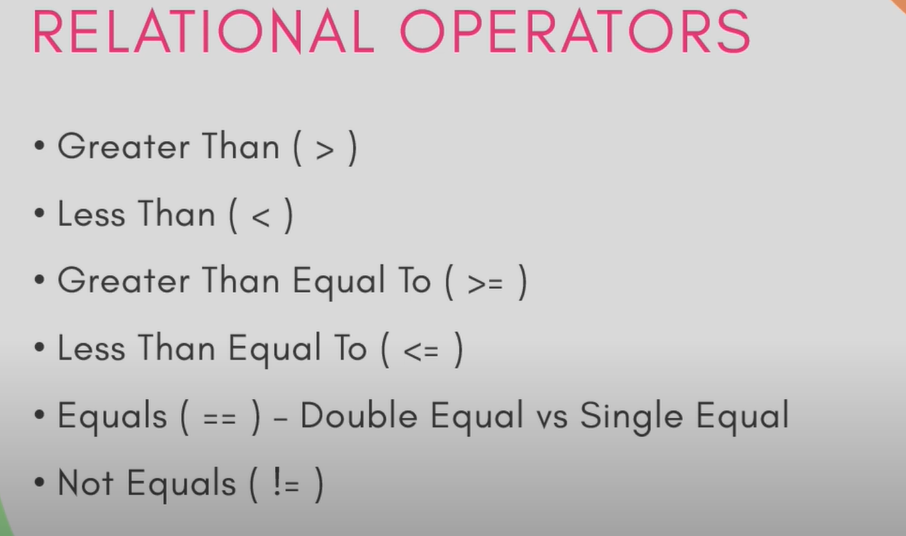 RELATIONAL OPERATORS
• Greater Than ( > )
• Less Than ( < )
• Greater Than Equal To ( >= )
• Less Than Equal To ( <= )
• Equals ( == ) – Double Equal vs Single Equal
• Not Equals ( != )